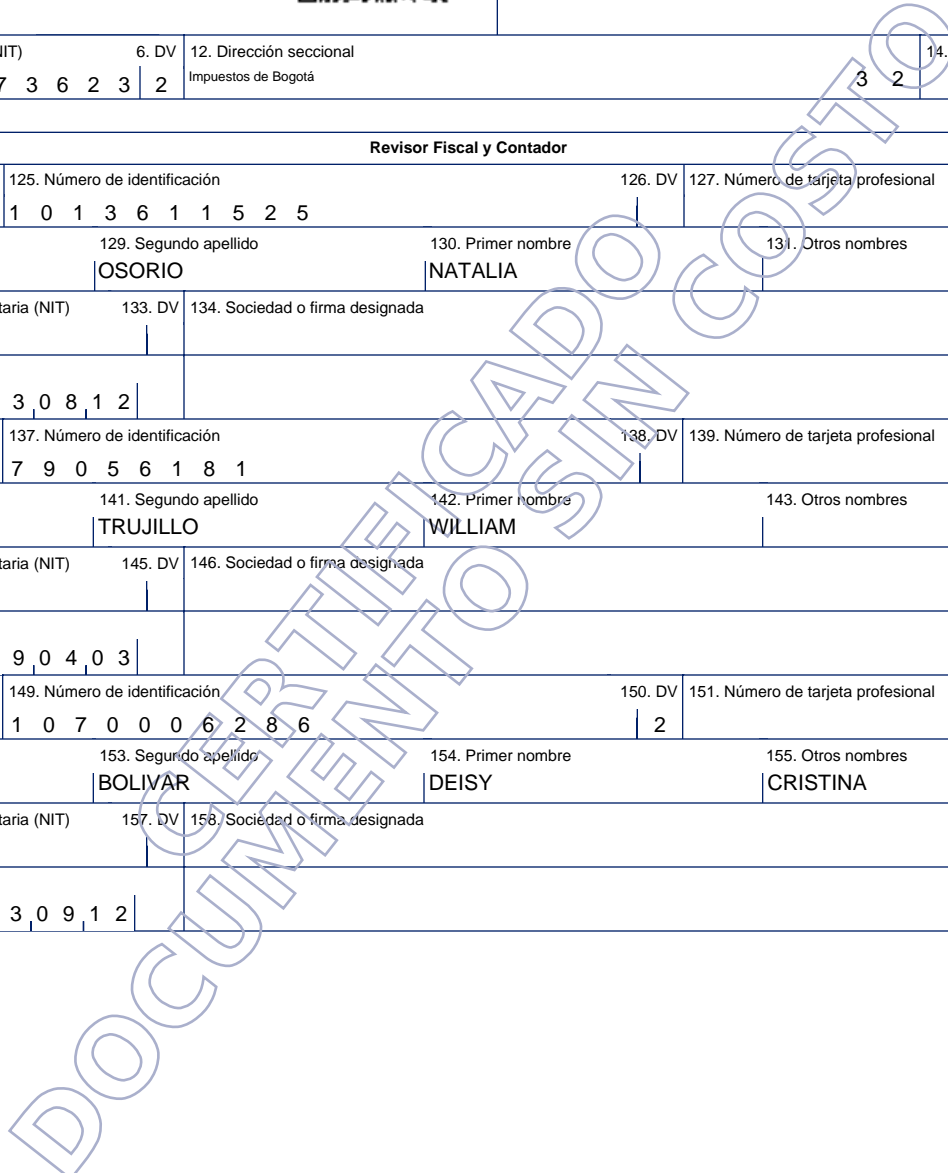 IIT) 6. DV 12. Dirección seccional 14.
7 3 6 2 3 2 Impuestos de Bogotá 3 2
Revisor Fiscal y Contador
125. Número de identificación 126. DV 127. Número de tarjeta profesional
1 0 1 3 6 1 1 5 2 5
129. Segundo apellido 130. Primer nombre 131. Otros nombres
OSORIO NATALIA
taria (NIT) 133. DV 134. Sociedad o firma designada
3 0 8 1 2
137. Número de identificación 138. DV 139. Número de tarjeta profesional
7 9 0 5 6 1 8 1
141. Segundo apellido 142. Primer nombre 143. Otros nombres
TRUJILLO WILLIAM
taria (NIT) 145. DV 146. Sociedad o firma designada
9 0 4 0 3
149. Número de identificación 150. DV 151. Número de tarjeta profesional
1 0 7 0 0 0 6 2 8 6 2
153. Segundo apellido 154. Primer nombre 155. Otros nombres
BOLIVAR DEISY CRISTINA
taria (NIT) 157. DV 158. Sociedad o firma designada
3 0 9 1 2
CERTIFICADO
DOCUMENTO SIN COSTO